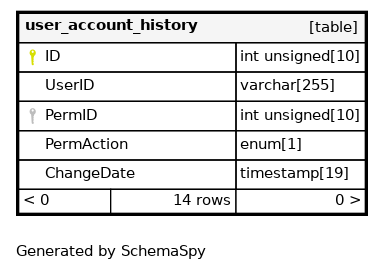 user_account_history [table]
ID int unsigned[10]
UserID varchar[255]
PermID int unsigned[10]
PermAction enum[1]
ChangeDate timestamp[19]
< 0 14 rows 0 >
Generated by SchemaSpy